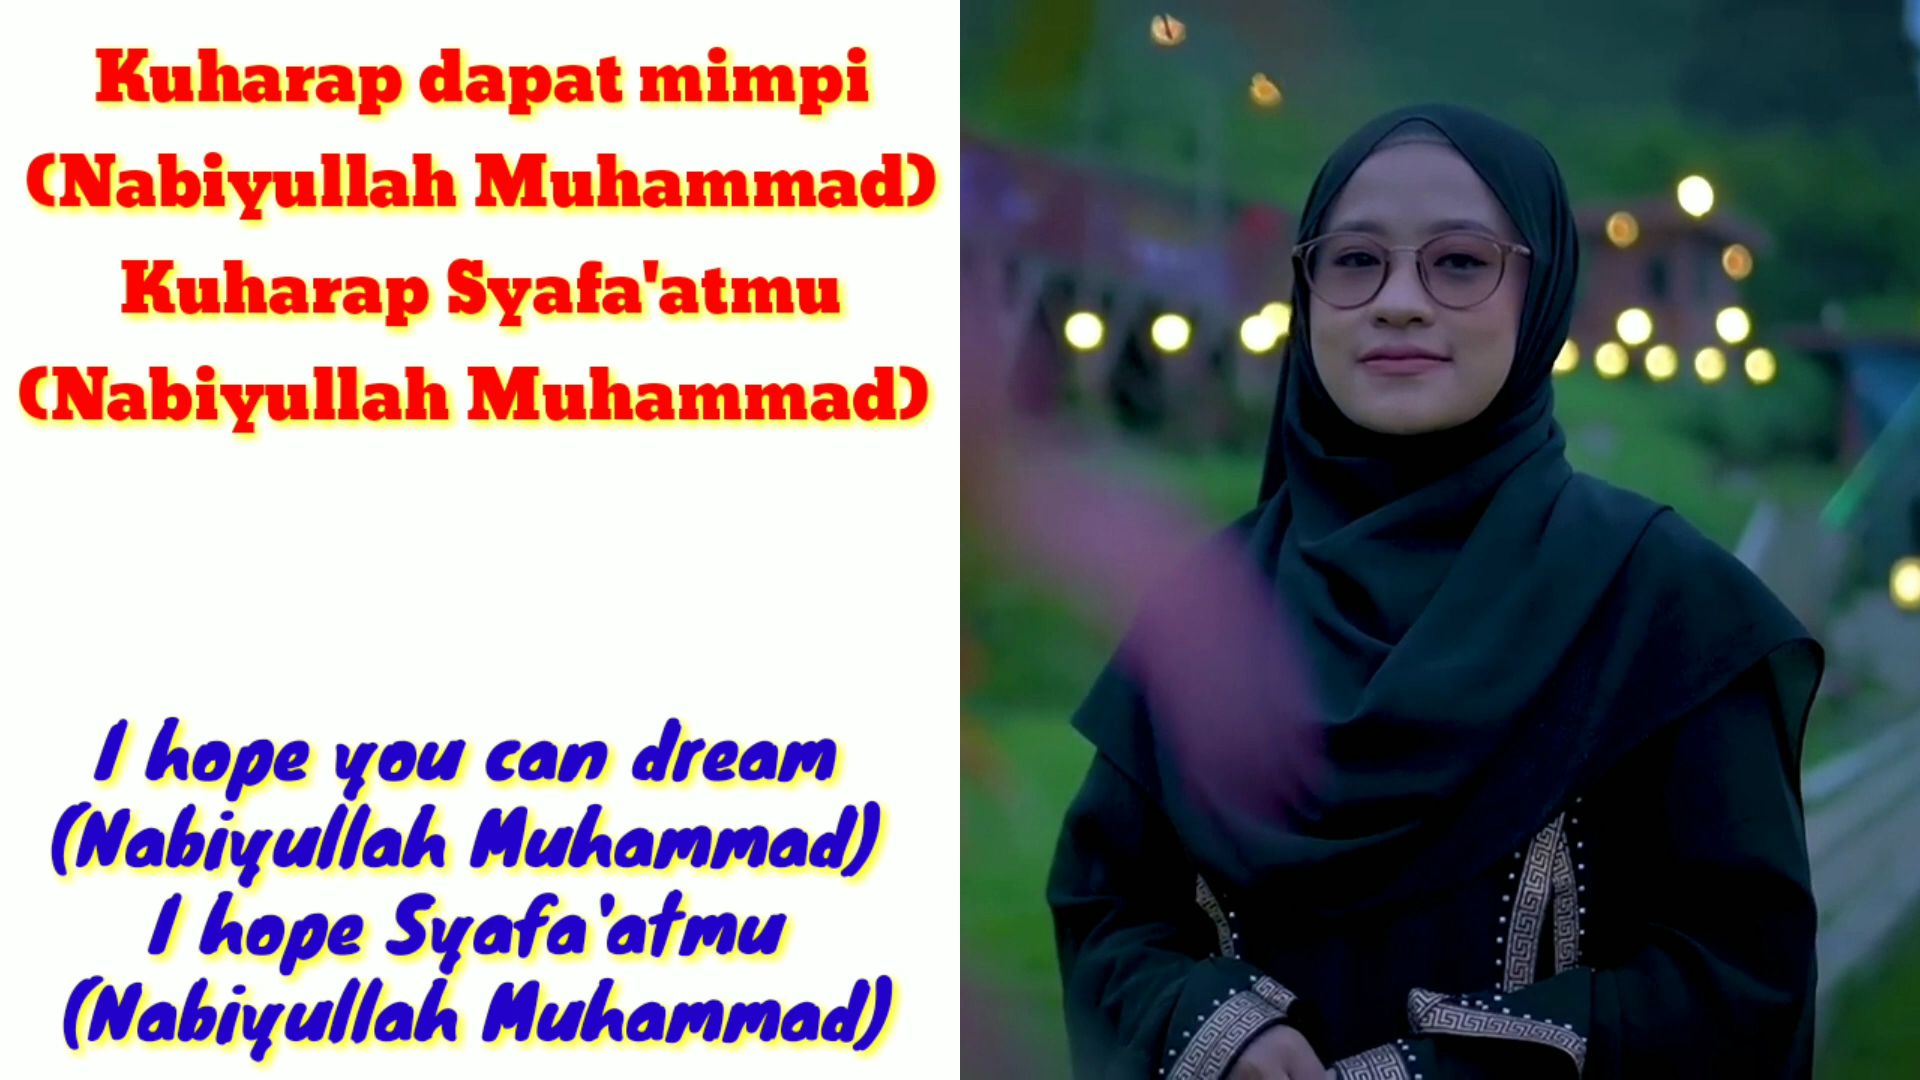 Kuharap dapat mimpi
(Nabiyullah Muhammad)
Kuharap Syafa'atmu
(Nabiyullah Muhammad)
I hope you can dream
(Nabiyullah Muhammad)
I hope Syafa'atmu
(Nabiyullah Muhammad)